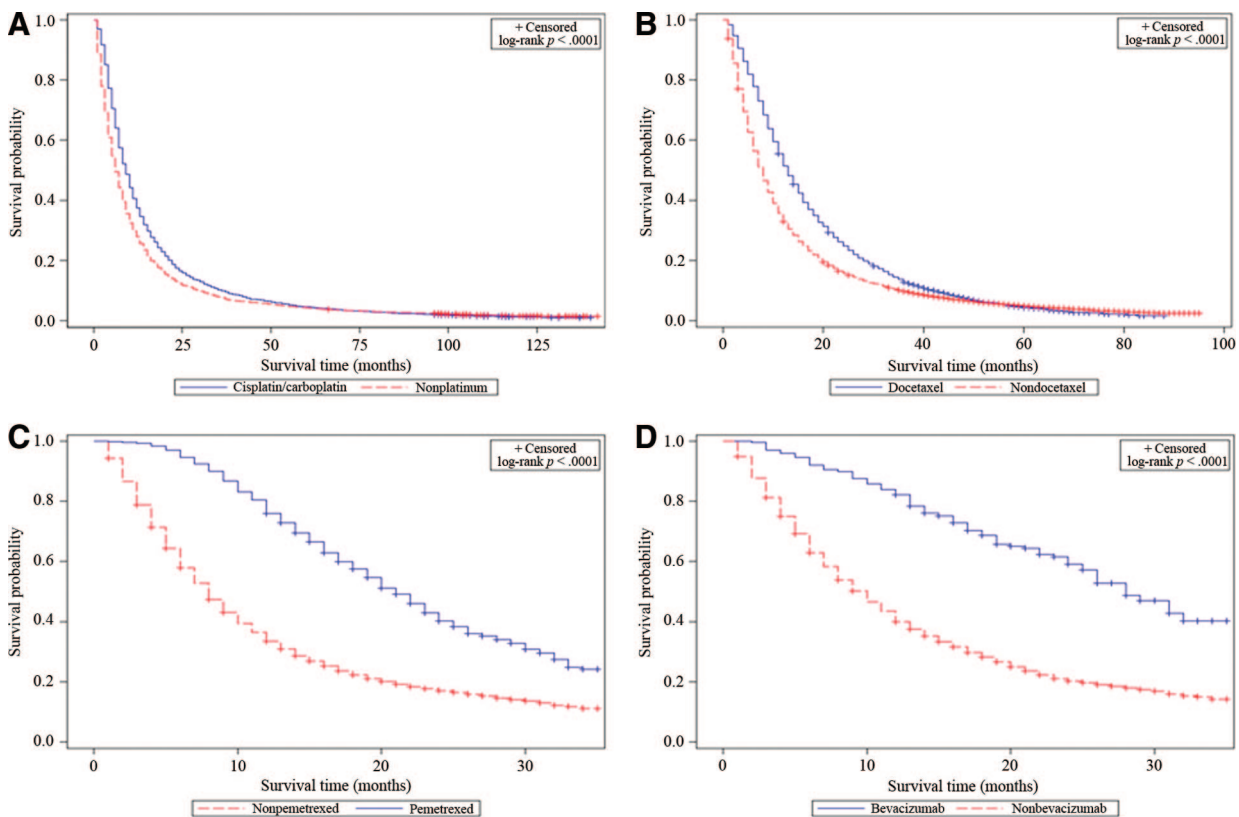 A
+ Censored
log-rank p < .0001
Survival probability
1.0
0.8
0.6
0.4
0.2
0.0
0 25 50 75 100 125
Survival time (months)
Cisplatin/carboplatin Nonplatinum
B
+ Censored
log-rank p < .0001
Survival probability
1.0
0.8
0.6
0.4
0.2
0.0
0 20 40 60 80 100
Survival time (months)
Docetaxel Nondocetaxel
C
+ Censored
log-rank p < .0001
Survival probability
1.0
0.8
0.6
0.4
0.2
0.0
0 10 20 30
Survival time (months)
Nonpemetrexed Pemetrexed
D
+ Censored
log-rank p < .0001
Survival probability
1.0
0.8
0.6
0.4
0.2
0.0
0 10 20 30
Survival time (months)
Bevacizumab Nonbevacizumab